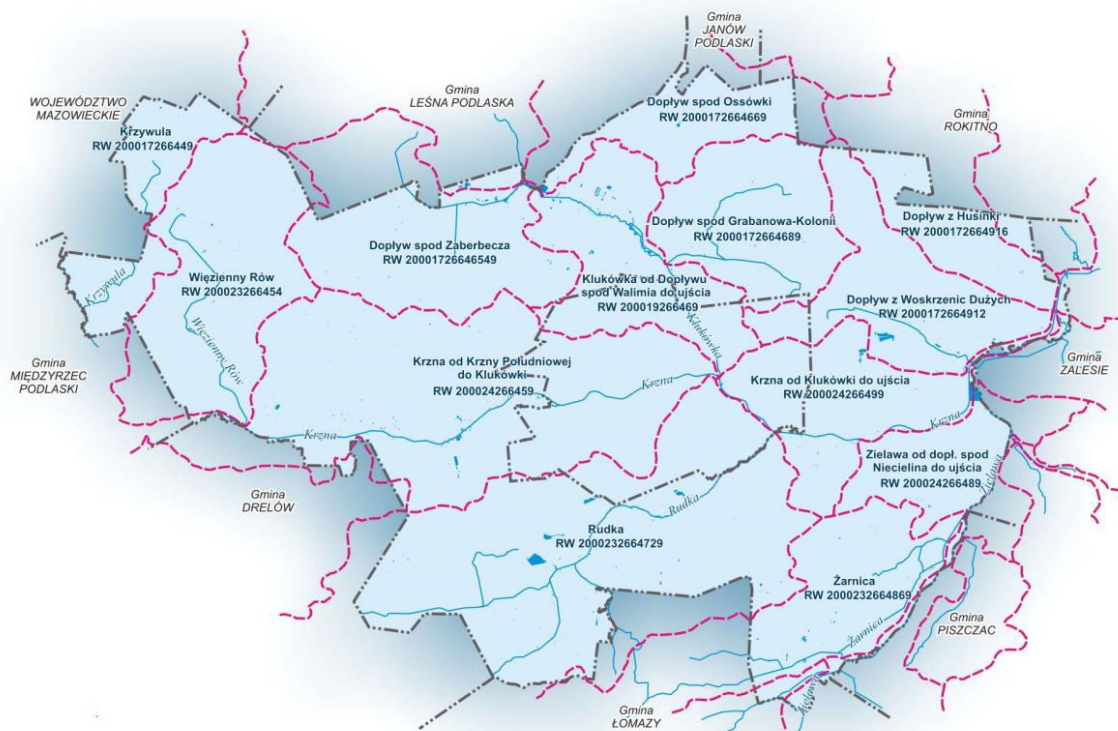 Gmina
JANÓW
PODLASKI
WOJEWÓDZTWO
MAZOWIECKIE
Gmina
LEŚNA PODLASKA
Dopływ spod Ossówki
RW 2000172664669
Gmina
ROKITNO
Krzywula
RW 200017266449
Dopływ spod Grabanowa-Kolonii
RW 2000172664689
Dopływ z Husinki
RW 2000172664916
Dopływ spod Zaberbecza
RW 20001726646549
Krzywula
Więzienny Rów
RW 200023266454
Klukówka od Dopływu
spod Walimia do ujścia
RW 200019266469
Dopływ z Woskrzenic Dużych
RW 2000172664912
Więzienny Rów
Klukówka
Gmina
MIĘDZYRZEC
PODLASKI
Krzna od Krzny Południowej
do Klukówki
RW 200024266459
Krzna
Krzna od Klukówki do ujścia
RW 200024266499
Gmina
ZALESIE
Krzna
Krzna
Zielawa od dopł. spod
Niecielina do ujścia
RW 200024266489
Zielawa
Gmina
DRELÓW
Rudka
Rudka
RW 2000232664729
Żarnica
RW 2000232664869
Żarnica
Gmina
PISZCZAC
Zielawa
Gmina
ŁOMAZY